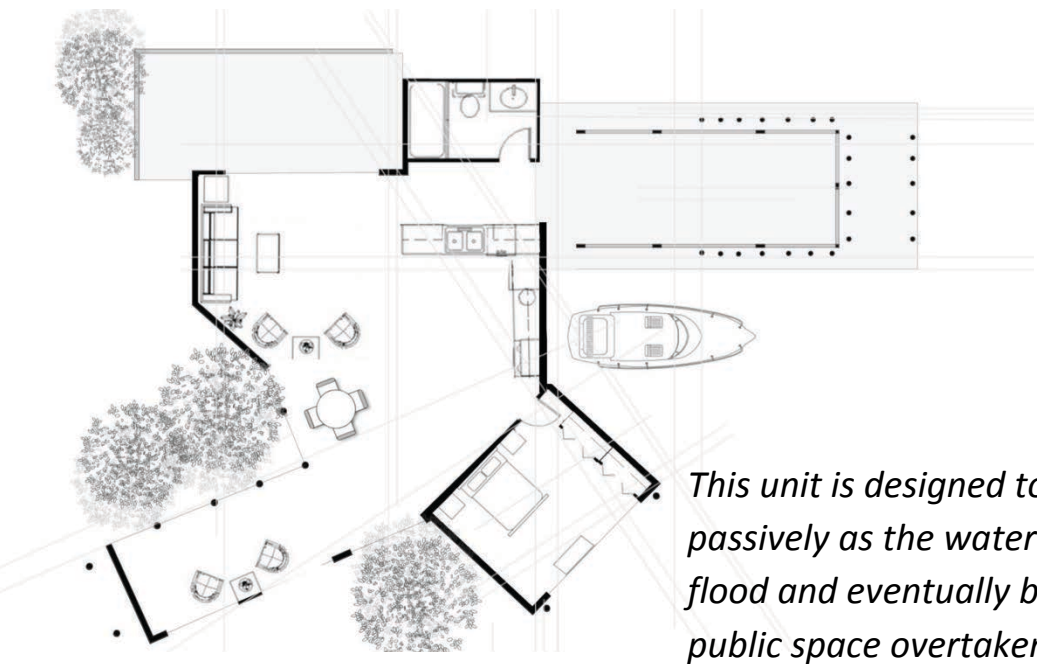 This unit is designed to
passively as the water
flood and eventually b
public space overtaken